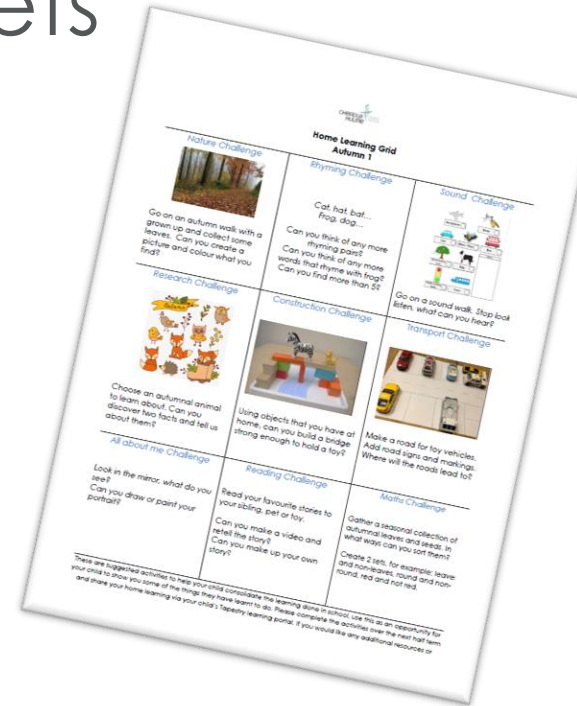 Home Learning Grid
Autumn 1
Nature Challenge
Go on an autumn walk with a
grown up and collect some
leaves. Can you create a
picture and colour what you
find?
Rhyming Challenge
Cat, hat, bat…
Frog, dog…
Can you think of any more
rhyming pairs?
Can you think of any more
words that rhyme with frog?
Can you find more than 5?
Sound Challenge
Go on a sound walk. Stop look
listen, what can you hear?
Research Challenge
Choose an autumnal animal
to learn about. Can you
discover two facts and tell us
about them?
Construction Challenge
Using objects that you have at
home, can you build a bridge
strong enough to hold a toy?
Transport Challenge
Make a road for toy vehicles.
Add road signs and markings.
Where will the roads lead to?
All about me Challenge
Look in the mirror, what do you
see?
Can you draw or paint your
portrait?
Reading Challenge
Read your favourite stories to
your sibling, pet or toy.
Can you make a video and
retell the story?
Can you make up your own
story?
Maths Challenge
Gather a seasonal collection of
autumnal leaves and seeds. In
what ways can you sort them?
Create 2 sets, for example: leave
and non-leaves, round and non-
round, red and not red.
These are suggested activities to help your child consolidate the learning done in school, use this as an opportunity for
your child to show you some of the things they have learnt to do. Please complete the activities over the next half term
and share your home learning via your child's Tapestry learning portal. If you would like any additional resources or